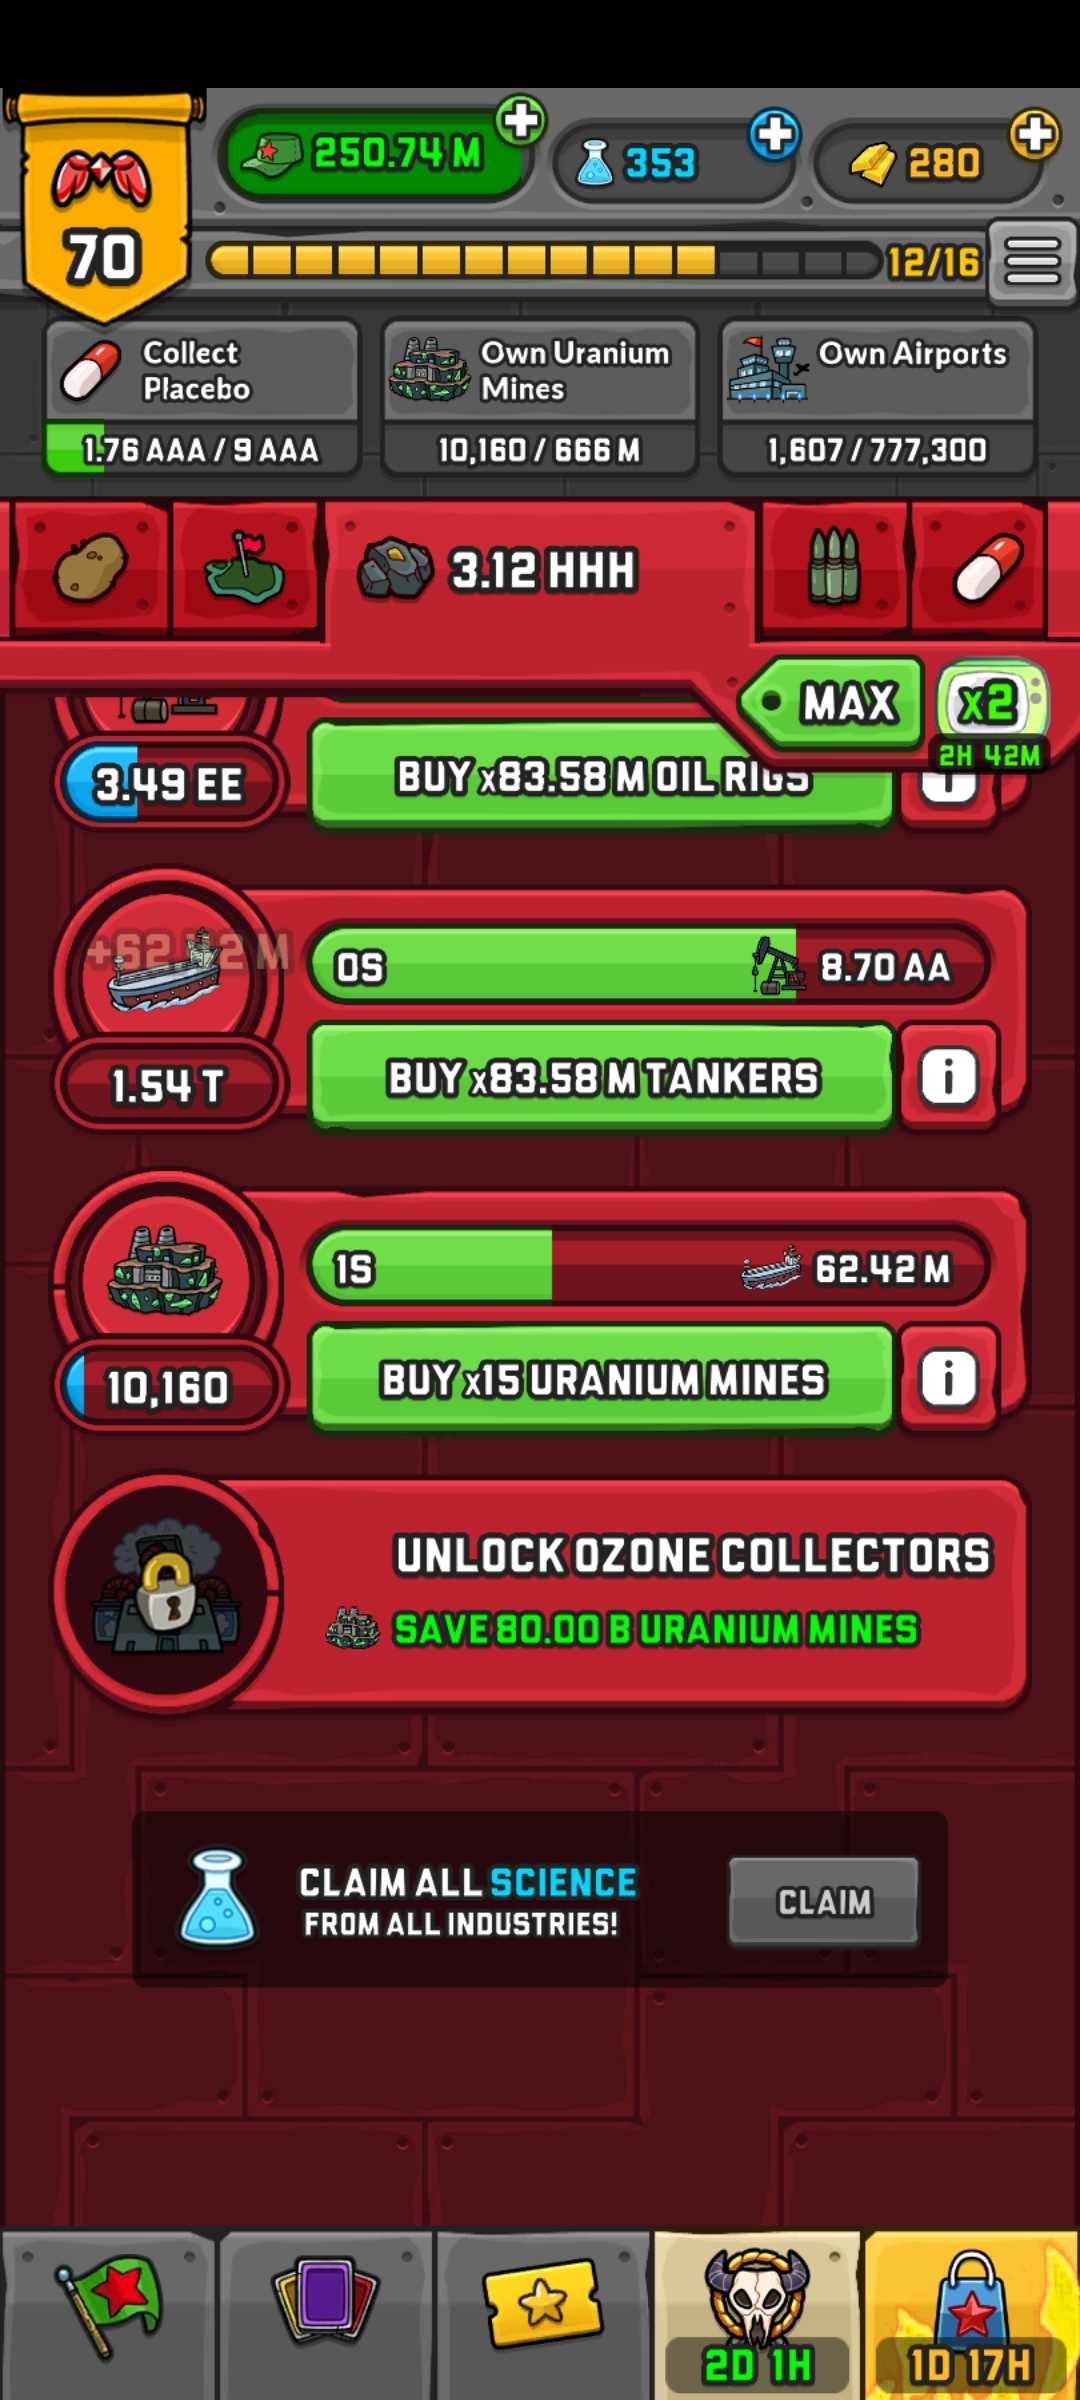 250.74 M
353
280
70
12/16
Collect
Placebo
1.76 AAA / 9 AAA
Own Uranium
Mines
10,160 / 666 M
Own Airports
1,607 / 777,300
3.12 HHH
MAX
x2
2H 42M
3.49 EE
BUY x83.58 M OIL RIGS
+62.42 M
0S
8.70 AA
1.54 T
BUY x83.58 M TANKERS
i
1S
62.42 M
10,160
BUY x15 URANIUM MINES
i
UNLOCK OZONE COLLECTORS
SAVE 80.00 B URANIUM MINES
CLAIM ALL SCIENCE
FROM ALL INDUSTRIES!
CLAIM
2D 1H
1D 17H